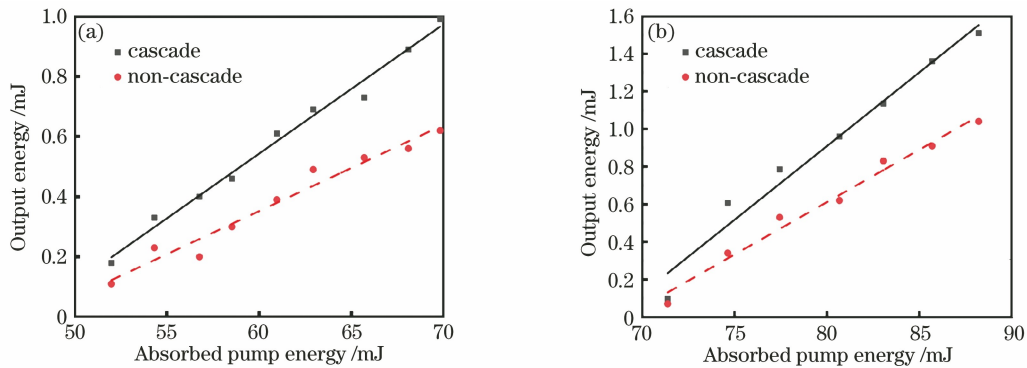 (a)
cascade
non-cascade
Output energy /mJ
1.0
0.8
0.6
0.4
0.2
0
50 55 60 65 70
Absorbed pump energy /mJ
(b)
cascade
non-cascade
Output energy /mJ
1.6
1.4
1.2
1.0
0.8
0.6
0.4
0.2
0
70 75 80 85 90
Absorbed pump energy /mJ